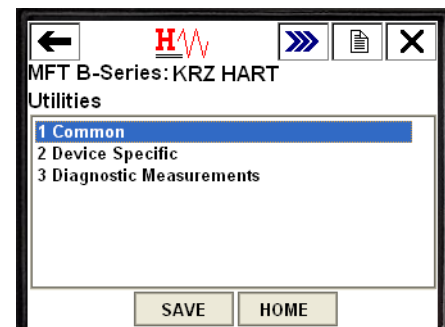 H
MFT B-Series: KRZ HART
Utilities
1 Common
2 Device Specific
3 Diagnostic Measurements
SAVE HOME